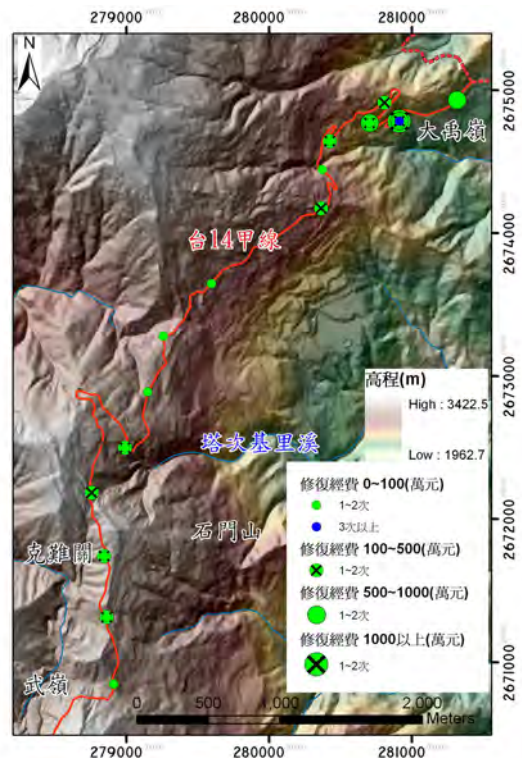 279000 280000 281000
N
2675000
大禹嶺
台14甲線
2674000
高程(m)
High : 3422.5
Low : 1962.7
2673000
塔次基里溪
修復經費 0~100(萬元)
1~2次
3次以上
修復經費 100~500(萬元)
1~2次
修復經費 500~1000(萬元)
1~2次
修復經費 1000以上(萬元)
1~2次
石門山
2672000
克難關
武嶺
2671000
0 500 1,000 2,000
Meters
279000 280000 281000